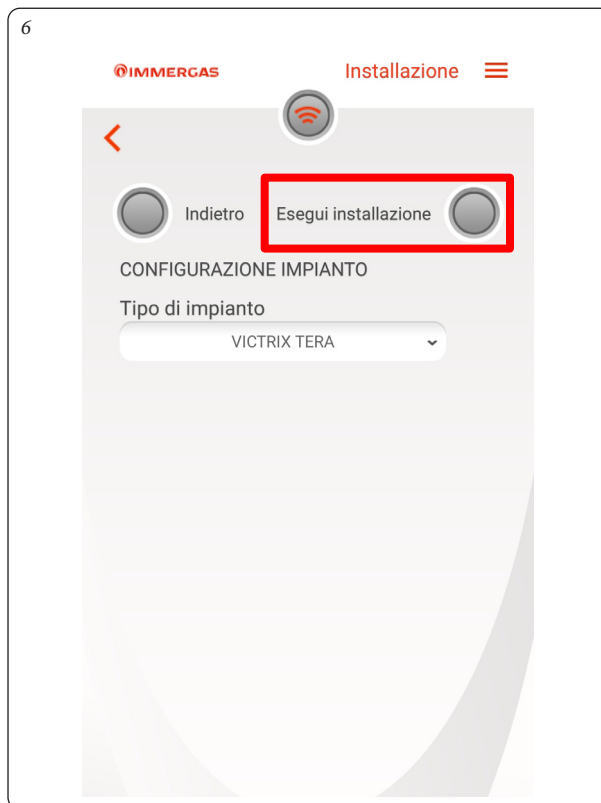 6
IMMERGAS
Installazione
Indietro
Esegui installazione
CONFIGURAZIONE IMPIANTO
Tipo di impianto
VICTRIX TERA